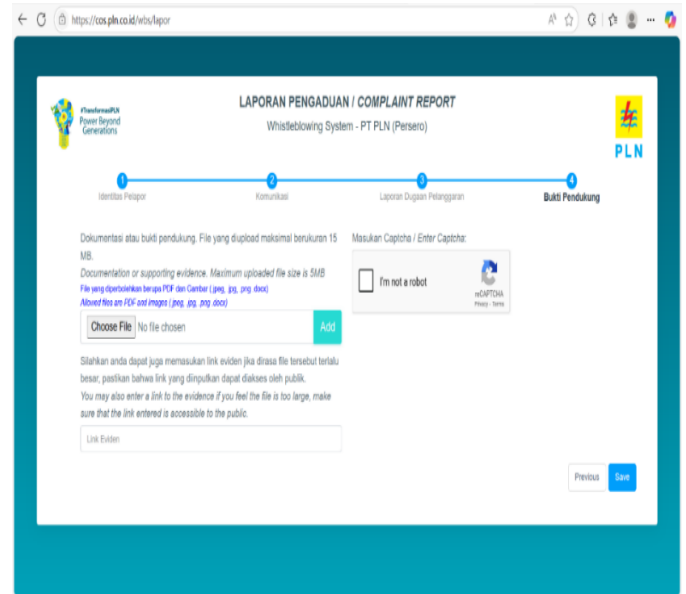 https://cos.pln.co.id/wbs/lapor
#TransformasiPLN
Power Beyond
Generations
LAPORAN PENGADUAN / COMPLAINT REPORT
Whistleblowing System - PT PLN (Persero)
PLN
1
2
3
4
Identitas Pelapor
Komunikasi
Laporan Dugaan Pelanggaran
Bukti Pendukung
Dokumentasi atau bukti pendukung. File yang diupload maksimal berukuran 15
MB.
Documentation or supporting evidence. Maximum uploaded file size is 5MB
File yang diperbolehkan berupa PDF dan Gambar (.jpeg, .jpg, .png .docx)
Allowed files are PDF and images (.jpeg, .jpg, .png .docx)
Choose File No file chosen
Add
Silahkan anda dapat juga memasukan link eviden jika dirasa file tersebut terlalu
besar, pastikan bahwa link yang diinputkan dapat diakses oleh publik.
You may also enter a link to the evidence if you feel the file is too large, make
sure that the link entered is accessible to the public.
Link Eviden
Masukan Captcha / Enter Captcha:
I'm not a robot
reCAPTCHA
Privacy - Terms
Previous
Save